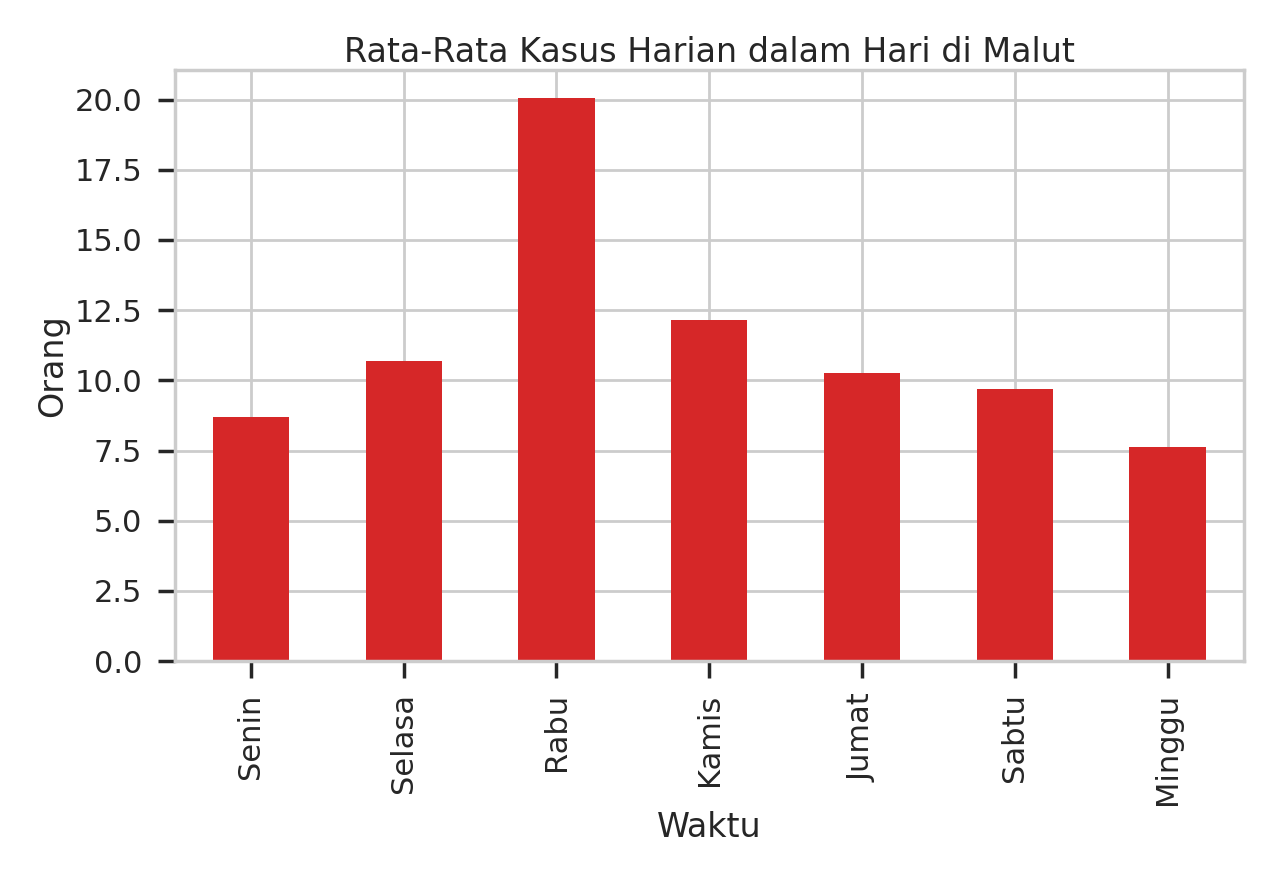 Rata-Rata Kasus Harian dalam Hari di Malut
20.0
17.5
15.0
12.5
10.0
7.5
5.0
2.5
0.0
Orang
Senin
Selasa
Rabu
Kamis
Jumat
Sabtu
Minggu
Waktu